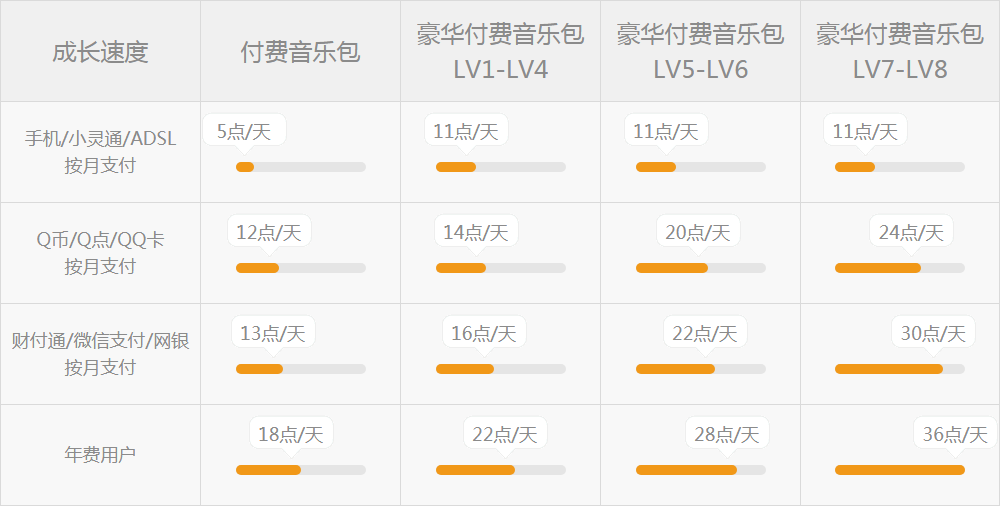 成长速度
付费音乐包
豪华付费音乐包
LV1-LV4
豪华付费音乐包
LV5-LV6
豪华付费音乐包
LV7-LV8
手机/小灵通/ADSL
按月支付
5点/天
11点/天
11点/天
11点/天
Q币/Q点/QQ卡
按月支付
12点/天
14点/天
20点/天
24点/天
财付通/微信支付/网银
按月支付
13点/天
16点/天
22点/天
30点/天
年费用户
18点/天
22点/天
28点/天
36点/天